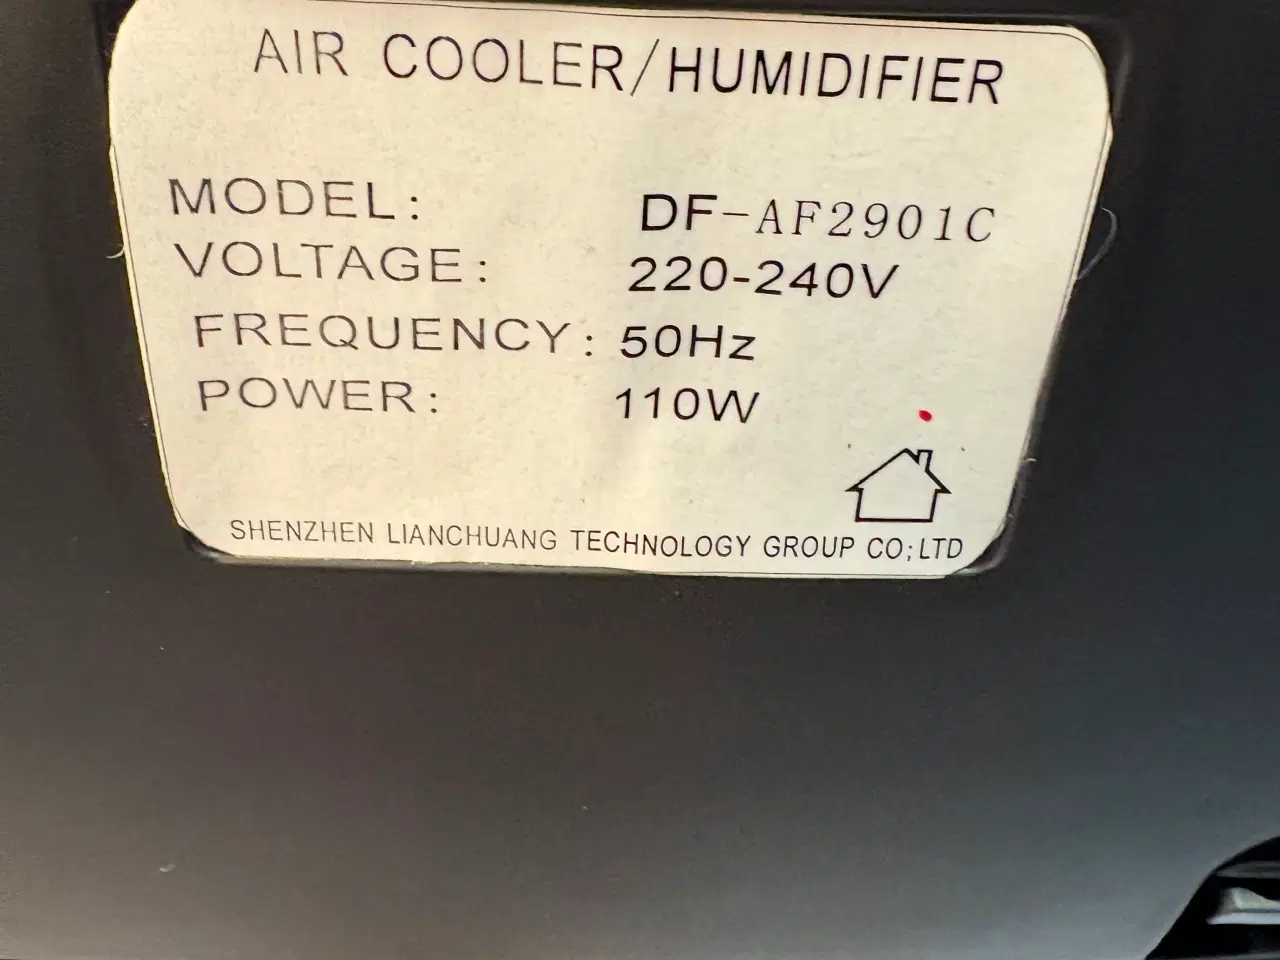 AIR COOLER/HUMIDIFIER
MODEL: DF-AF2901C
VOLTAGE: 220-240V
FREQUENCY: 50Hz
POWER: 110W
SHENZHEN LIANCHUANG TECHNOLOGY GROUP CO;LTD